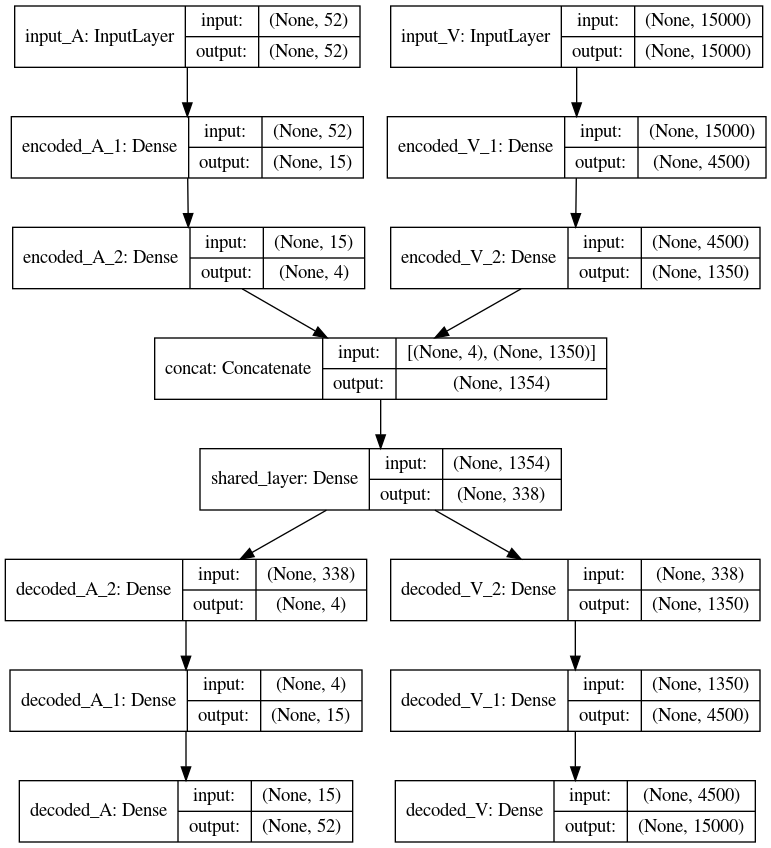 input_A: InputLayer
input: (None, 52)
output: (None, 52)
input_V: InputLayer
input: (None, 15000)
output: (None, 15000)
encoded_A_1: Dense
input: (None, 52)
output: (None, 15)
encoded_V_1: Dense
input: (None, 15000)
output: (None, 4500)
encoded_A_2: Dense
input: (None, 15)
output: (None, 4)
encoded_V_2: Dense
input: (None, 4500)
output: (None, 1350)
concat: Concatenate
input: [(None, 4), (None, 1350)]
output: (None, 1354)
shared_layer: Dense
input: (None, 1354)
output: (None, 338)
decoded_A_2: Dense
input: (None, 338)
output: (None, 4)
decoded_V_2: Dense
input: (None, 338)
output: (None, 1350)
decoded_A_1: Dense
input: (None, 4)
output: (None, 15)
decoded_V_1: Dense
input: (None, 1350)
output: (None, 4500)
decoded_A: Dense
input: (None, 15)
output: (None, 52)
decoded_V: Dense
input: (None, 4500)
output: (None, 15000)